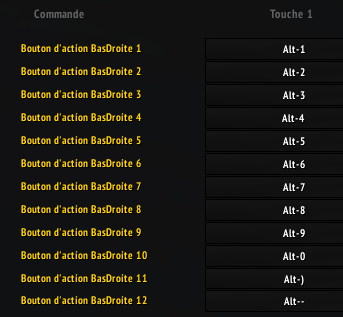 Commande Touche 1
Bouton d'action BasDroite 1 Alt-1
Bouton d'action BasDroite 2 Alt-2
Bouton d'action BasDroite 3 Alt-3
Bouton d'action BasDroite 4 Alt-4
Bouton d'action BasDroite 5 Alt-5
Bouton d'action BasDroite 6 Alt-6
Bouton d'action BasDroite 7 Alt-7
Bouton d'action BasDroite 8 Alt-8
Bouton d'action BasDroite 9 Alt-9
Bouton d'action BasDroite 10 Alt-0
Bouton d'action BasDroite 11 Alt-)
Bouton d'action BasDroite 12 Alt--